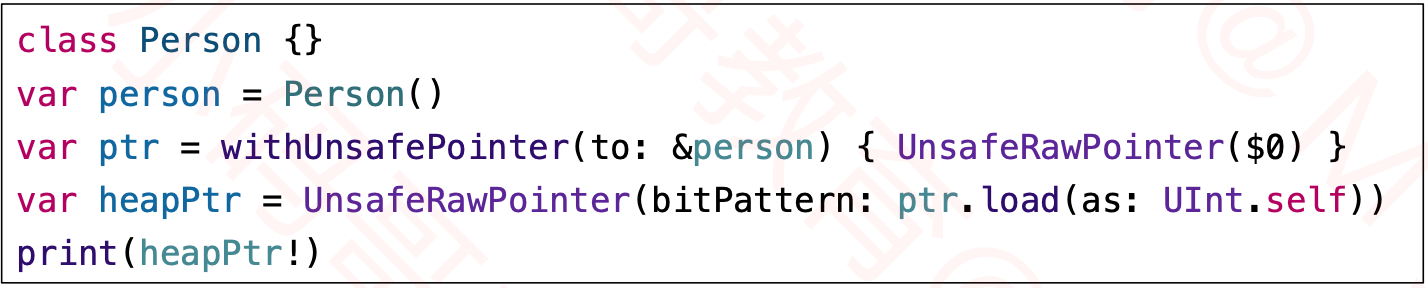 class Person {}
var person = Person()
var ptr = withUnsafePointer(to: &person) { UnsafeRawPointer($0) }
var heapPtr = UnsafeRawPointer(bitPattern: ptr.load(as: UInt.self))
print(heapPtr!)